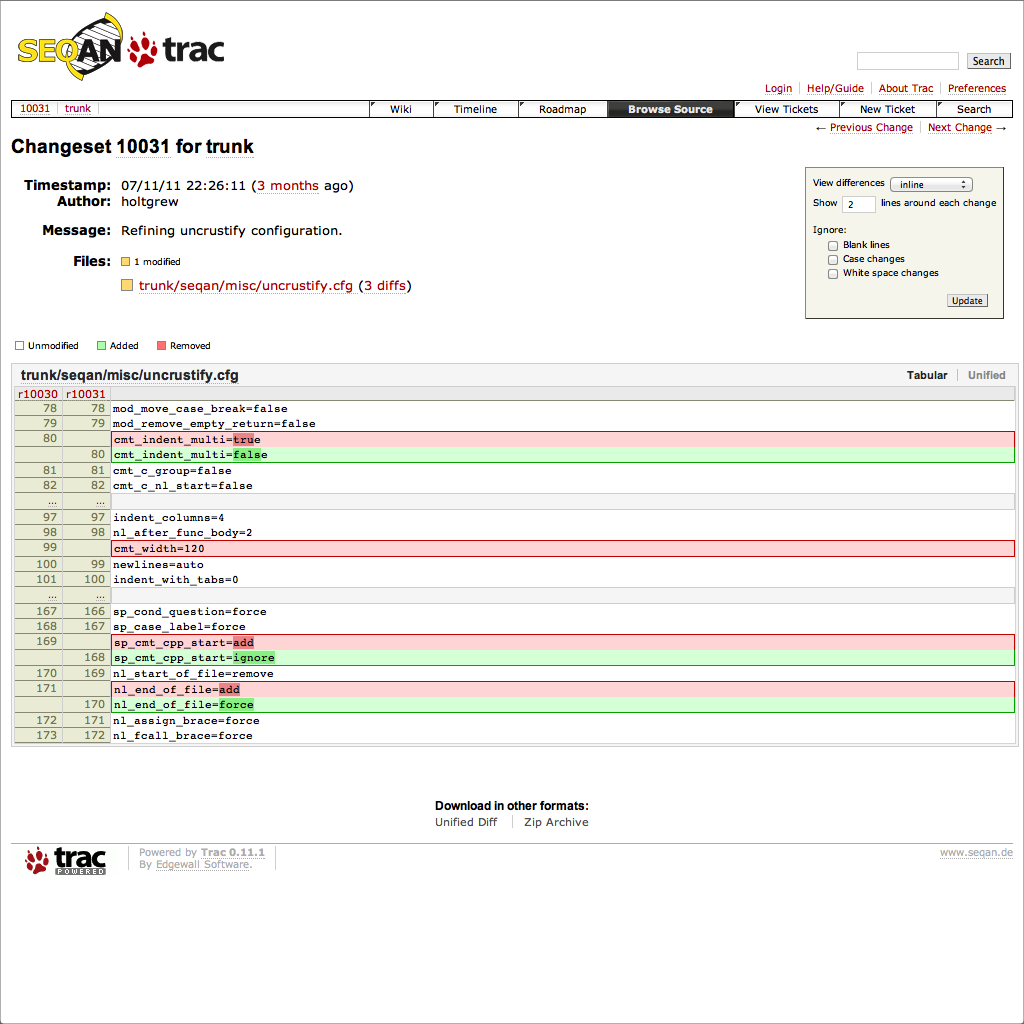 SEQAN trac
Search
Login Help/Guide About Trac Preferences
10031 trunk Wiki Timeline Roadmap Browse Source View Tickets New Ticket Search
← Previous Change Next Change →
Changeset 10031 for trunk
Timestamp: 07/11/11 22:26:11 (3 months ago)
Author: holtgrew
Message: Refining uncrustify configuration.
Files: 1 modified
trunk/seqan/misc/uncrustify.cfg (3 diffs)
View differences inline
Show 2 lines around each change
Ignore:
Blank lines
Case changes
White space changes
Update
Unmodified Added Removed
trunk/seqan/misc/uncrustify.cfg Tabular Unified
r10030 r10031
78 78 mod_move_case_break=false
79 79 mod_remove_empty_return=false
80 cmt_indent_multi=true
80 cmt_indent_multi=false
81 81 cmt_c_group=false
82 82 cmt_c_nl_start=false
... ...
97 97 indent_columns=4
98 98 nl_after_func_body=2
99 cmt_width=120
100 99 newlines=auto
101 100 indent_with_tabs=0
... ...
167 166 sp_cond_question=force
168 167 sp_case_label=force
169 sp_cmt_cpp_start=add
168 sp_cmt_cpp_start=ignore
170 169 nl_start_of_file=remove
171 nl_end_of_file=add
170 nl_end_of_file=force
172 171 nl_assign_brace=force
173 172 nl_fcall_brace=force
Download in other formats:
Unified Diff Zip Archive
trac POWERED
Powered by Trac 0.11.1
By Edgewall Software.
www.seqan.de